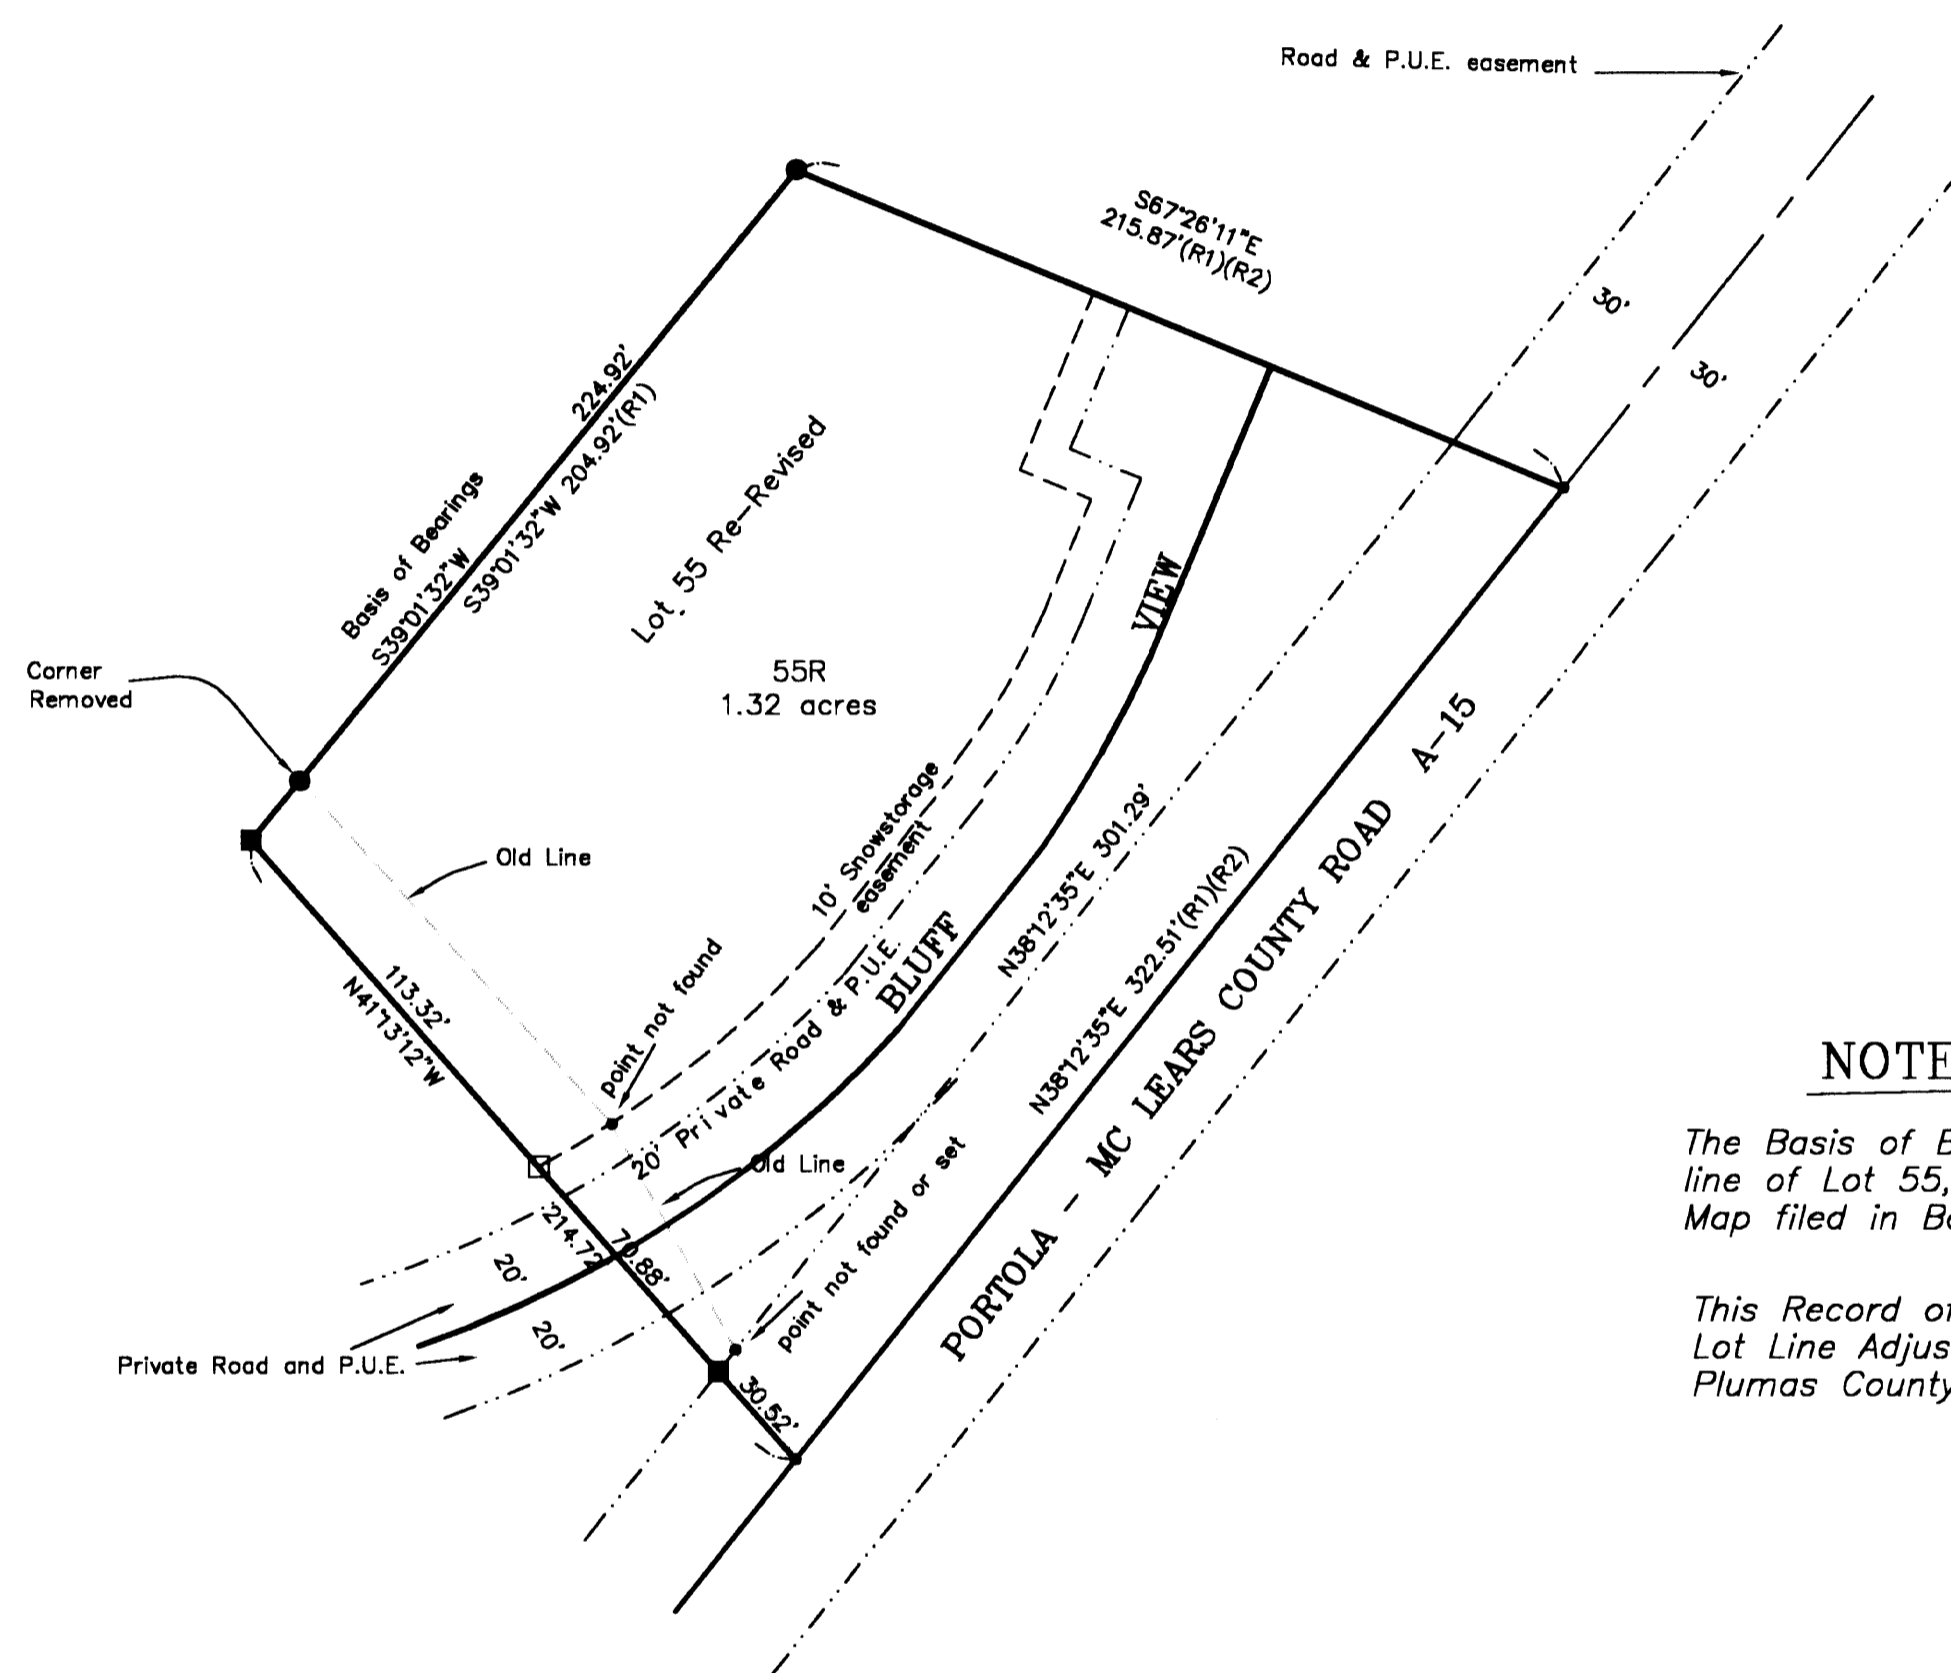 Road & P.U.E. easement
S67°26'11"E
215.87'(R1)(R2)
30'
30'
224.92'
S39°01'32"W 204.92'(R1)
Basis of Bearings
S39°01'32"W
Lot 55 Re-Revised
55R
1.32 acres
VIEW
Corner
Removed
Old Line
10' Snowstorage
easement
N38°12'35"E 301.29'
N38°12'35"E 322.51'(R1)(R2)
PORTOLA - MC LEARS COUNTY ROAD A-15
BLUFF
point not found
20' Private Road & P.U.E.
113.32'
N41°13'12"W
Old Line
point not found or set
214.72'
70.88'
20'
20'
Private Road and P.U.E.
30.52'
NOTE
The Basis of B
line of Lot 55,
Map filed in Bo
This Record of
Lot Line Adjus
Plumas County